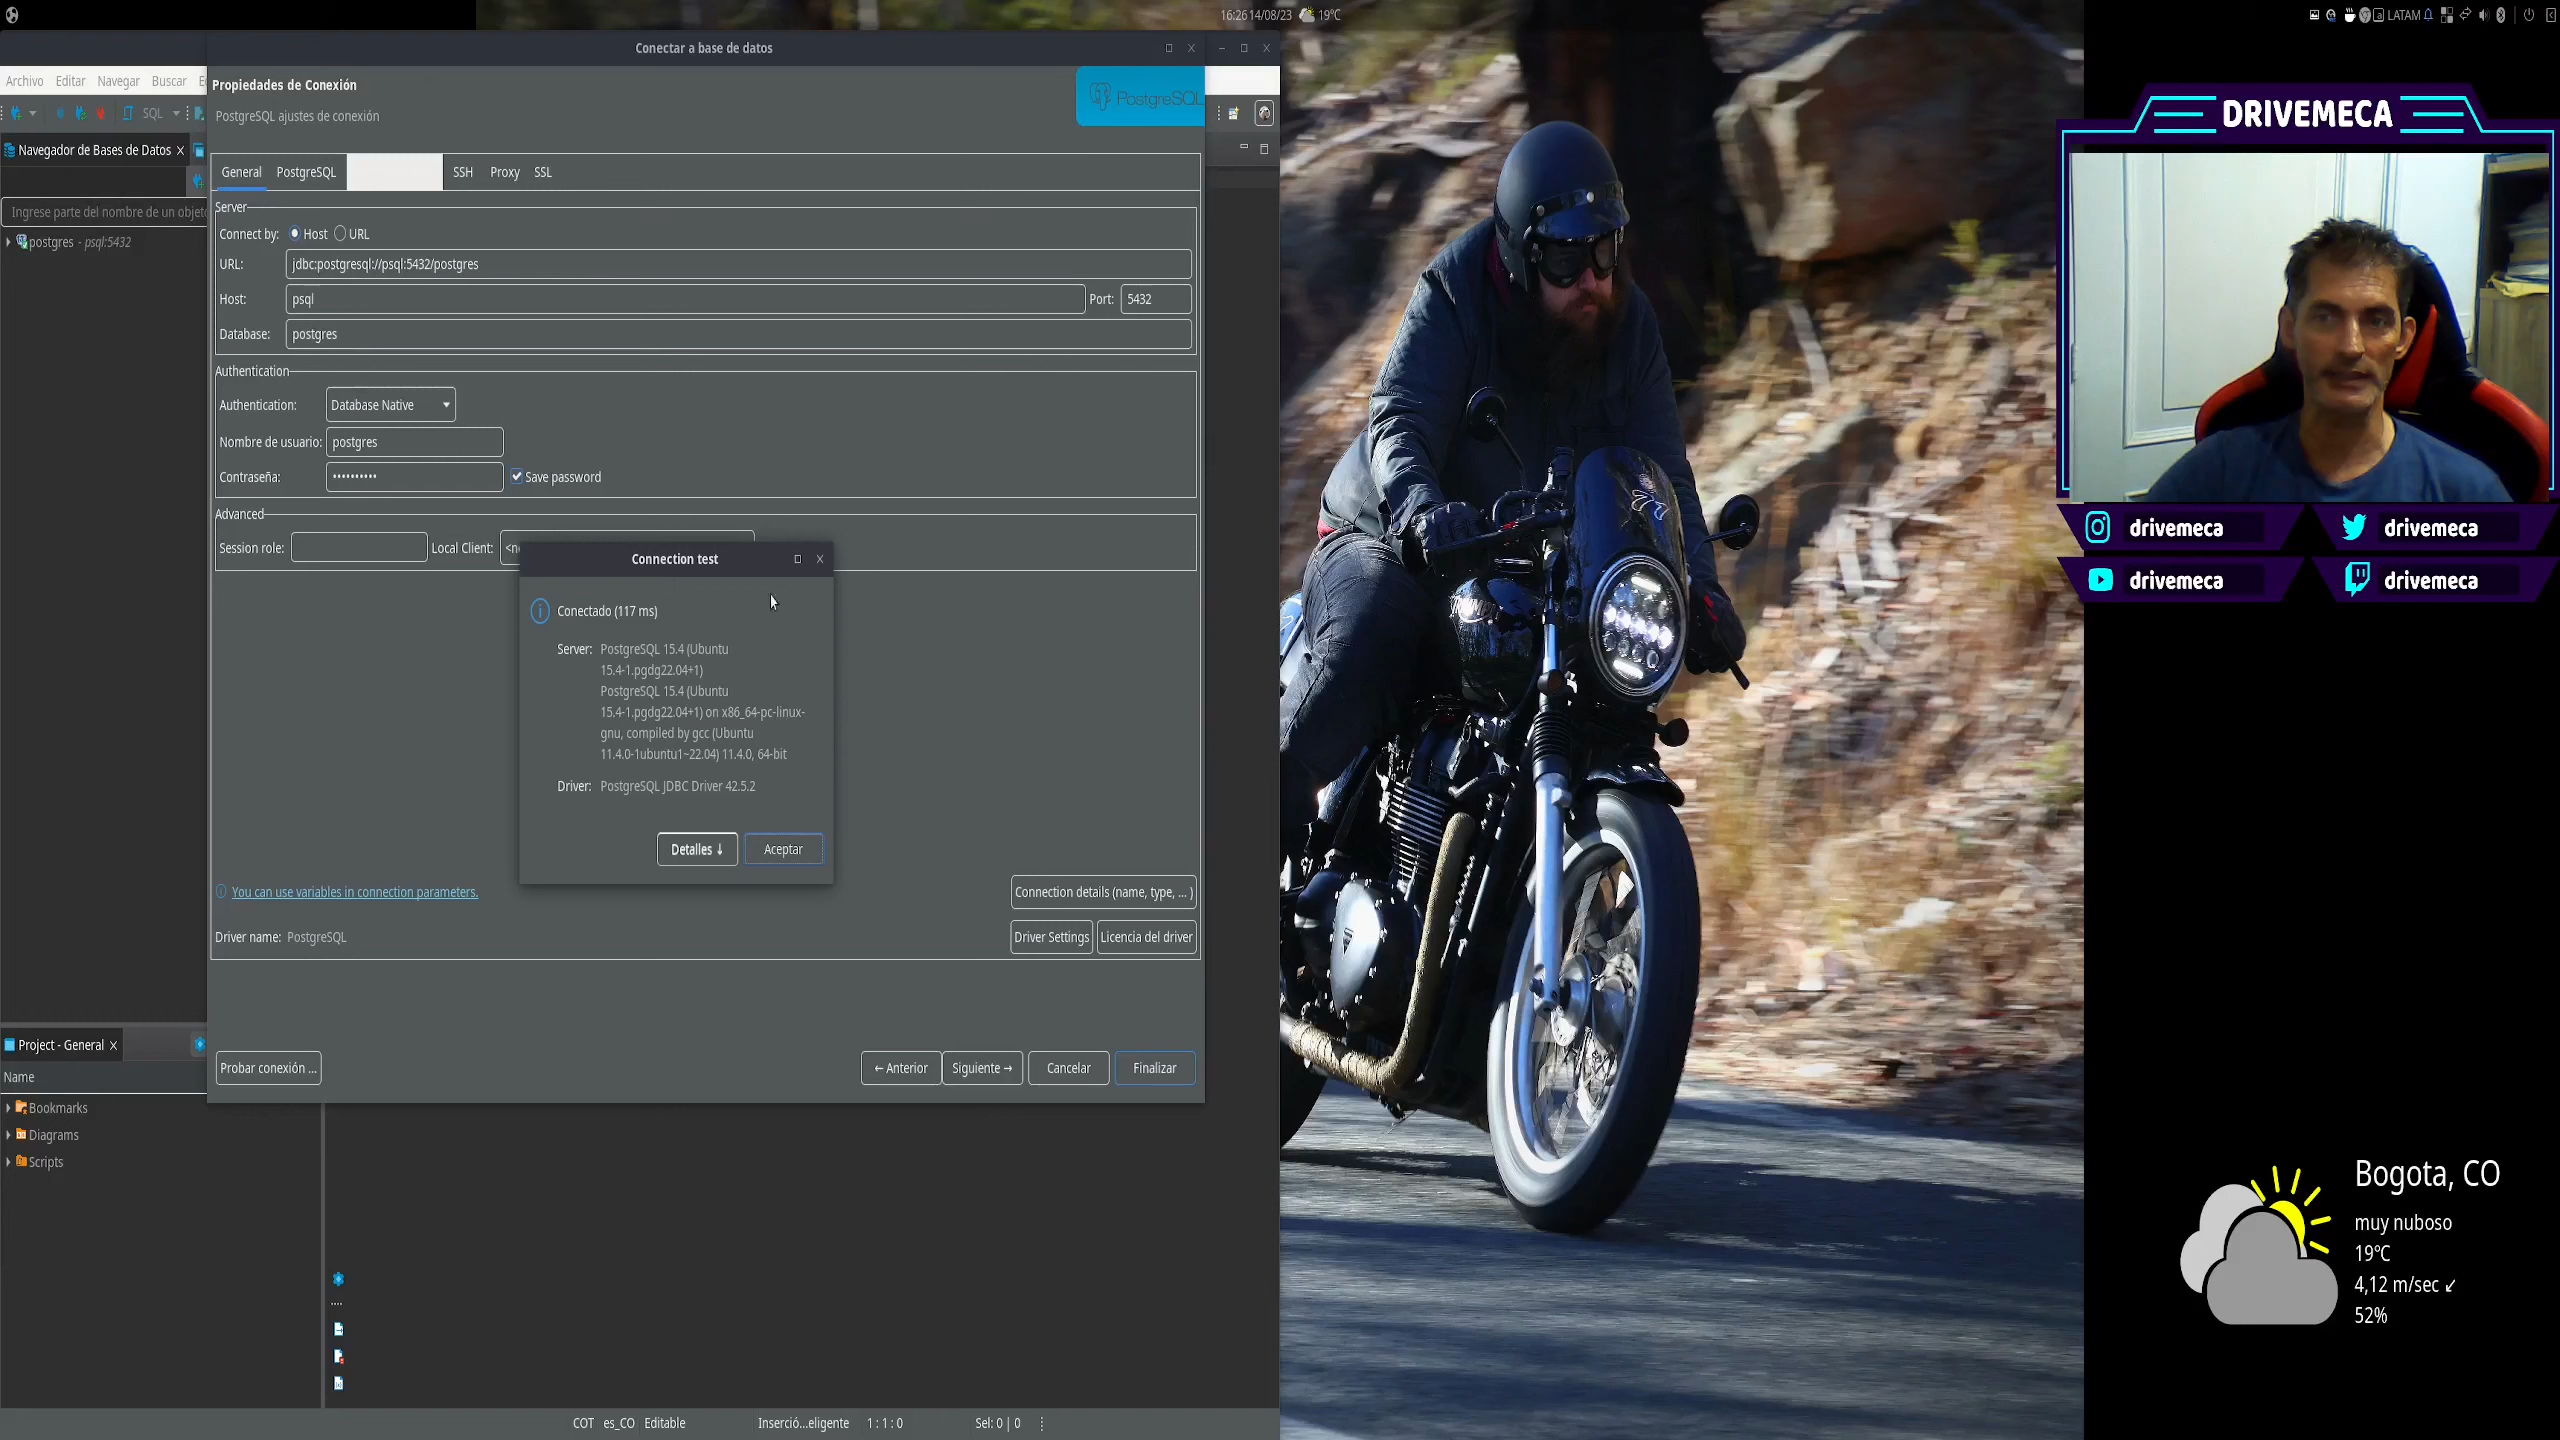 16:26 14/08/23 19°C
LATAM
Conectar a base de datos
Archivo Editar Navegar Buscar
Propiedades de Conexión
PostgreSQL ajustes de conexión
PostgreSQL
SQL
Navegador de Bases de Datos
Ingrese parte del nombre de un objeto
postgres - psql:5432
General PostgreSQL SSH Proxy SSL
Server
Connect by: Host URL
URL: jdbc:postgresql://psql:5432/postgres
Host: psql Port: 5432
Database: postgres
Authentication
Authentication: Database Native
Nombre de usuario: postgres
Contraseña: •••••••••• Save password
Advanced
Session role: Local Client:
Connection test
Conectado (117 ms)
Server: PostgreSQL 15.4 (Ubuntu
15.4-1.pgdg22.04+1)
PostgreSQL 15.4 (Ubuntu
15.4-1.pgdg22.04+1) on x86_64-pc-linux-
gnu, compiled by gcc (Ubuntu
11.4.0-1ubuntu1~22.04) 11.4.0, 64-bit
Driver: PostgreSQL JDBC Driver 42.5.2
Detalles ↓ Aceptar
You can use variables in connection parameters.
Connection details (name, type, ... )
Driver name: PostgreSQL
Driver Settings Licencia del driver
Probar conexión ...
← Anterior Siguiente → Cancelar Finalizar
Project - General
Name
Bookmarks
Diagrams
Scripts
COT es_CO Editable Inserció...eligente 1 : 1 : 0 Sel: 0 | 0
DRIVEMECA
drivemeca drivemeca
drivemeca drivemeca
Bogota, CO
muy nuboso
19°C
4,12 m/sec ↙
52%